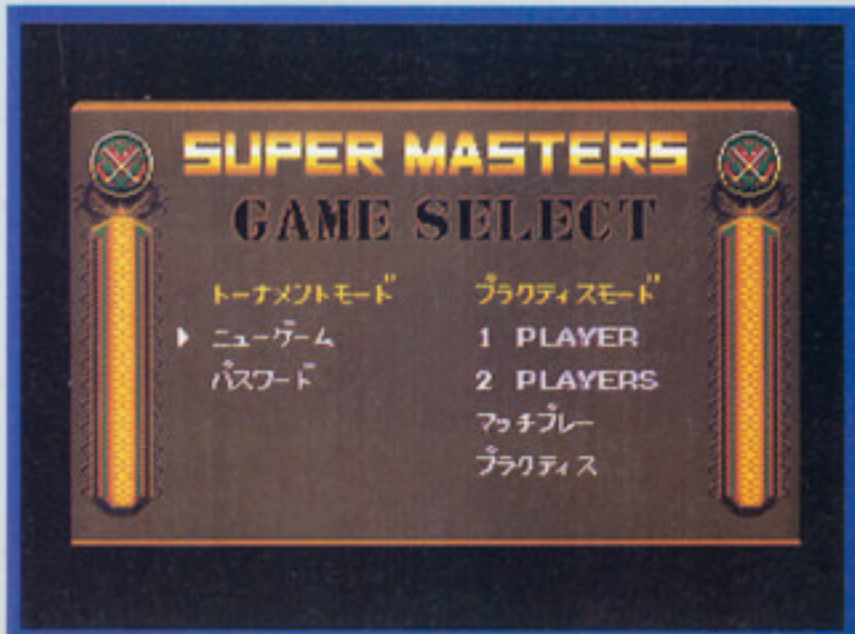 SUPER MASTERS
GAME SELECT
トーナメントモード
ニューゲーム
パスワード
プラクティスモード
1 PLAYER
2 PLAYERS
マッチプレー
プラクティス